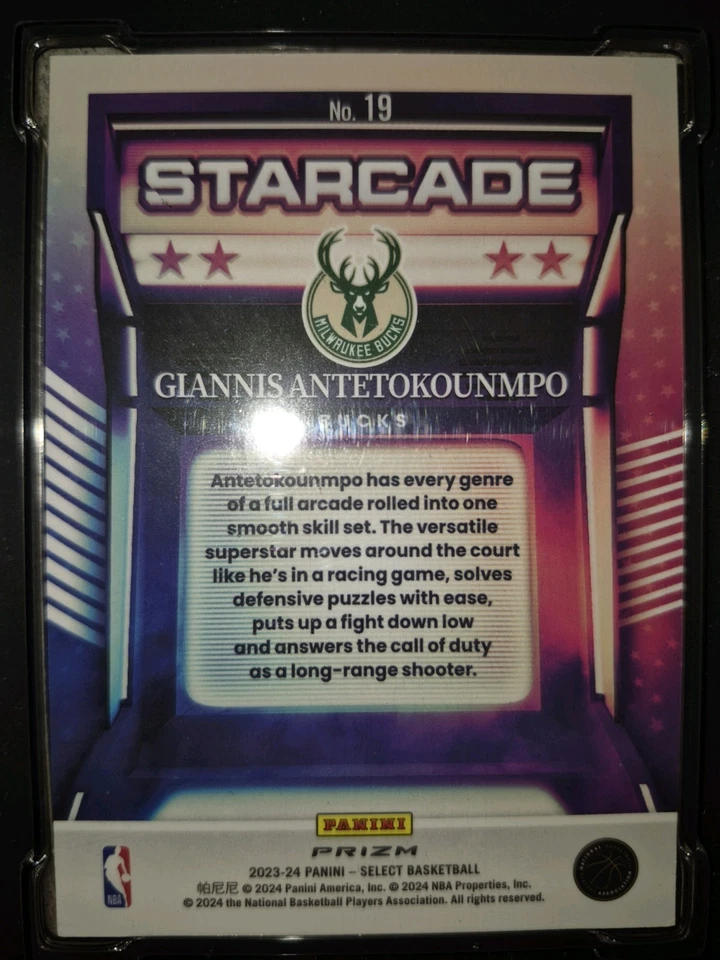 No. 19
STARCADE
MILWAUKEE BUCKS
GIANNIS ANTETOKOUNMPO
BUCKS
Antetokounmpo has every genre
of a full arcade rolled into one
smooth skill set. The versatile
superstar moves around the court
like he's in a racing game, solves
defensive puzzles with ease,
puts up a fight down low
and answers the call of duty
as a long-range shooter.
PANINI
PRIZM
2023-24 PANINI – SELECT BASKETBALL
帕尼尼 © 2024 Panini America, Inc. © 2024 NBA Properties, Inc.
© 2024 the National Basketball Players Association. All rights reserved.
NBA